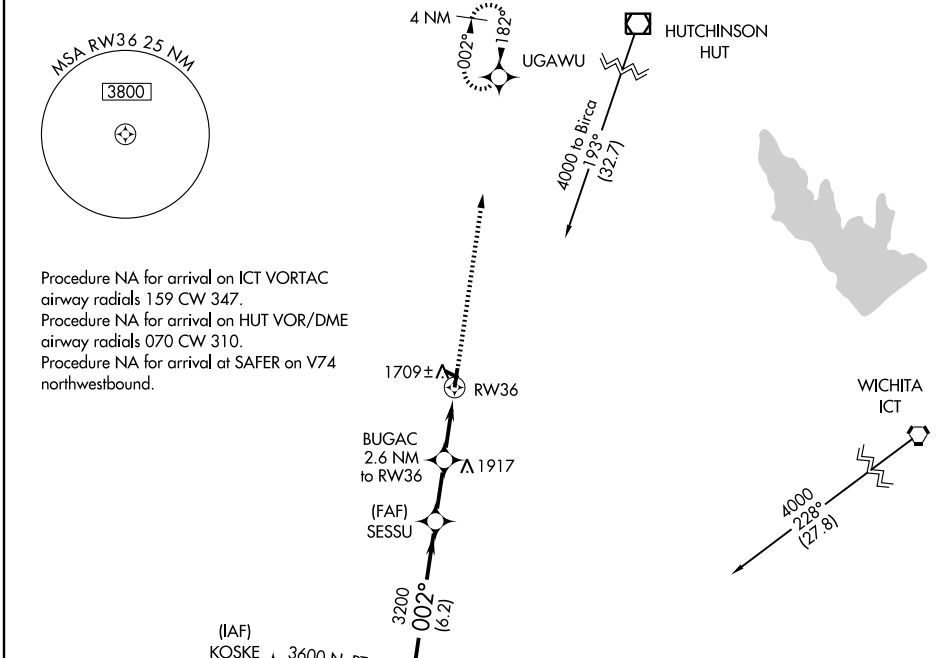 MSA RW36 25 NM
3800
4 NM
002°
182°
UGAWU
HUTCHINSON
HUT
4000 to Birca
193°
(32.7)
Procedure NA for arrival on ICT VORTAC
airway radials 159 CW 347.
Procedure NA for arrival on HUT VOR/DME
airway radials 070 CW 310.
Procedure NA for arrival at SAFER on V74
northwestbound.
1709±
RW36
BUGAC
2.6 NM
to RW36
1917
(FAF)
SESSU
WICHITA
ICT
4000
228°
(27.8)
3200
002°
(6.2)
(IAF)
KOSKE
3600 N